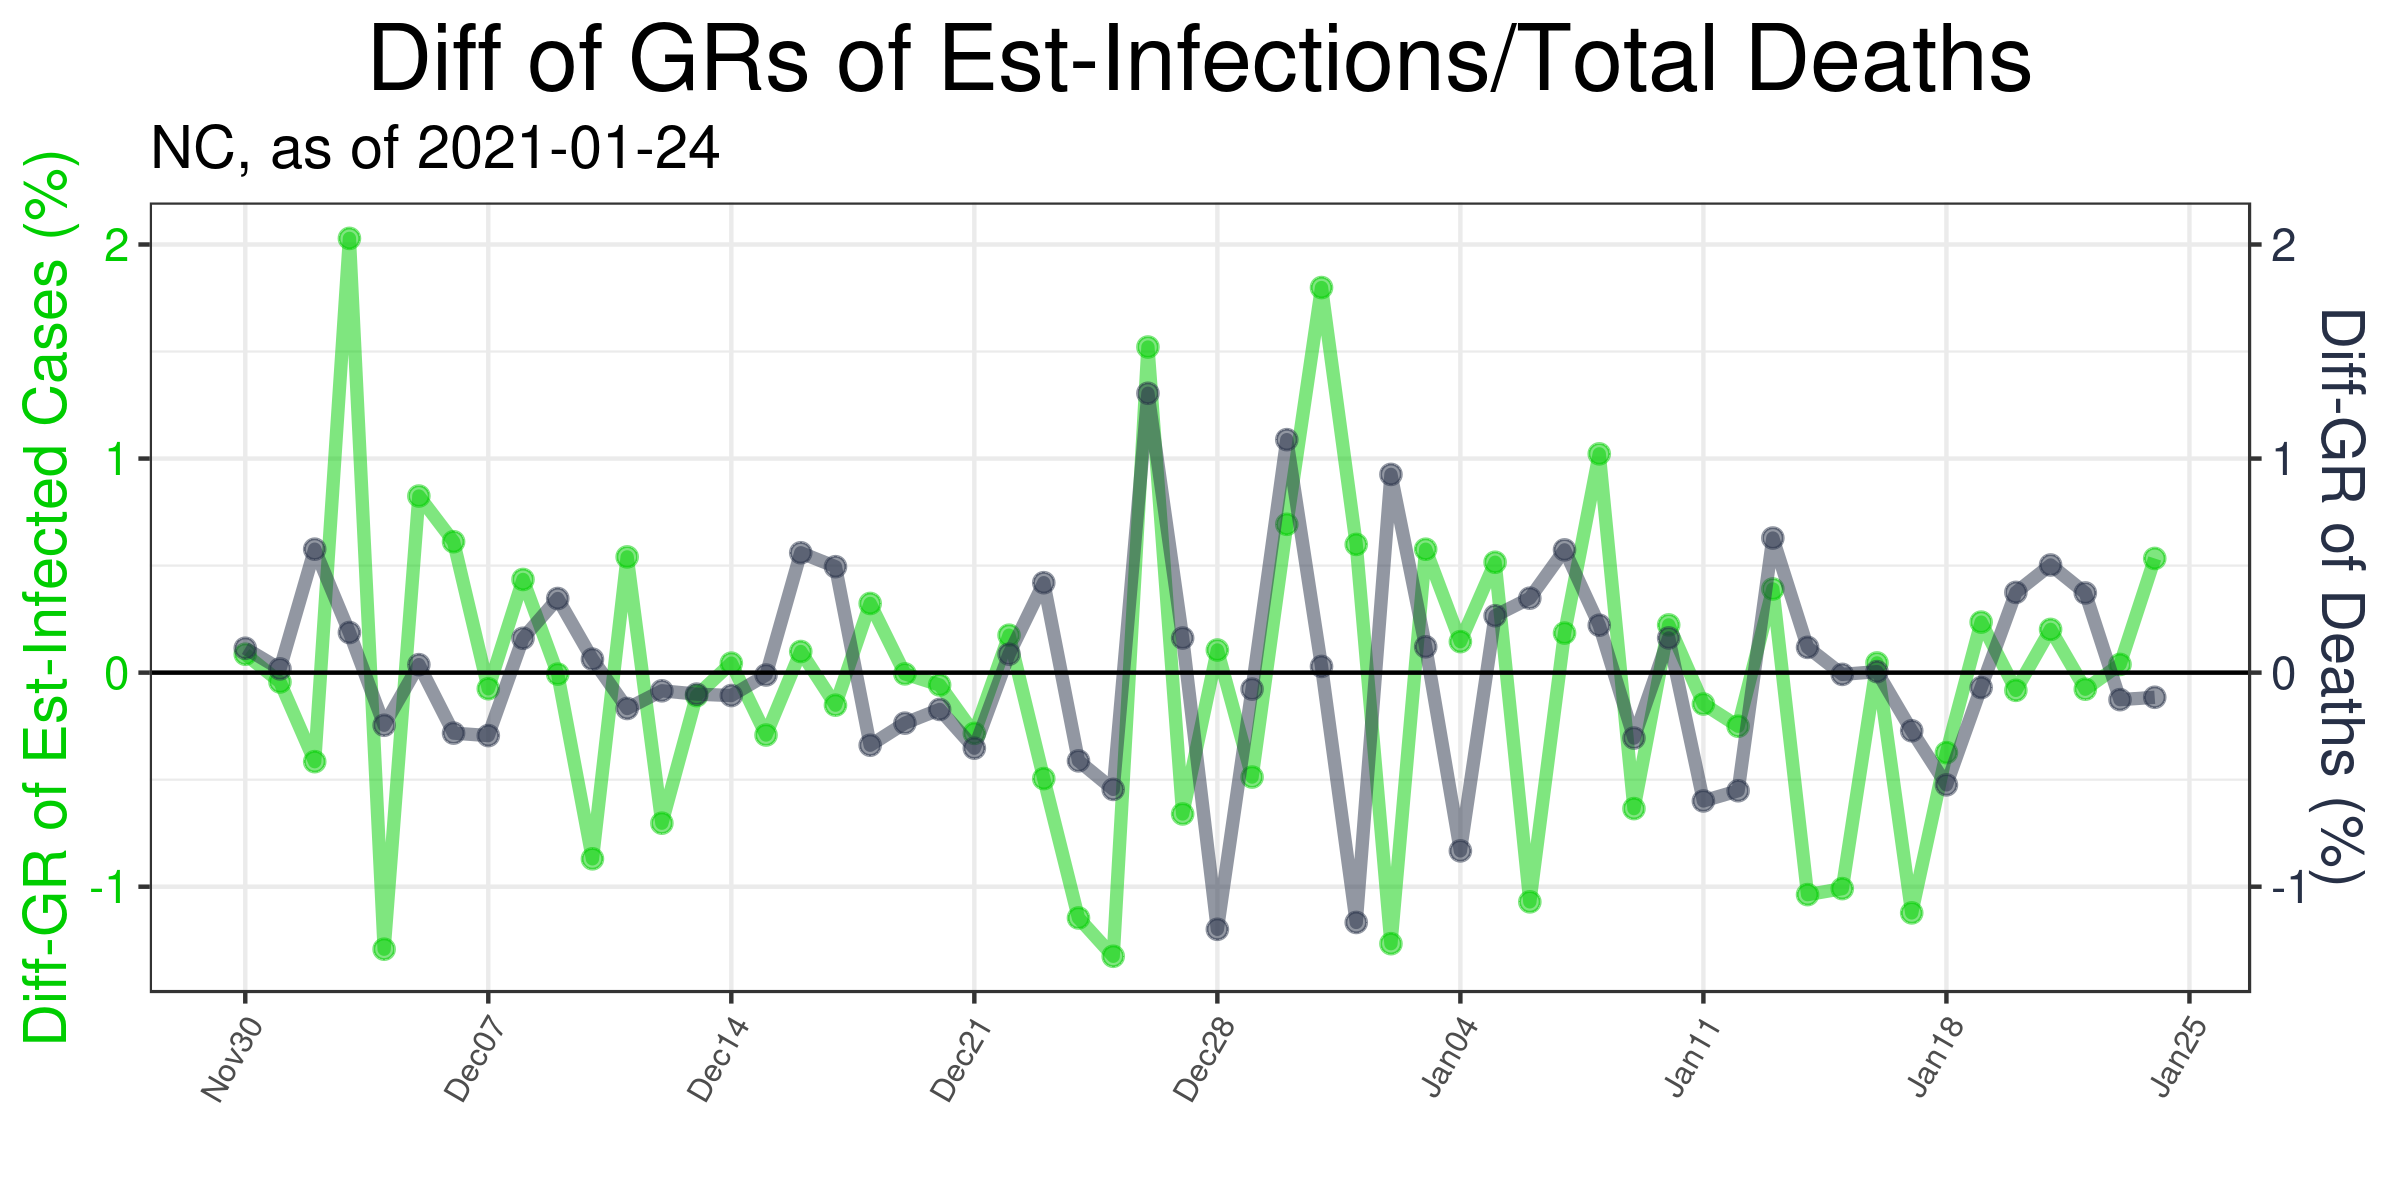 Diff of GRs of Est-Infections/Total Deaths
NC, as of 2021-01-24
Diff-GR of Est-Infected Cases (%)
2
1
0
-1
2
1
0
-1
Diff-GR of Deaths (%)
Nov30
Dec07
Dec14
Dec21
Dec28
Jan04
Jan11
Jan18
Jan25